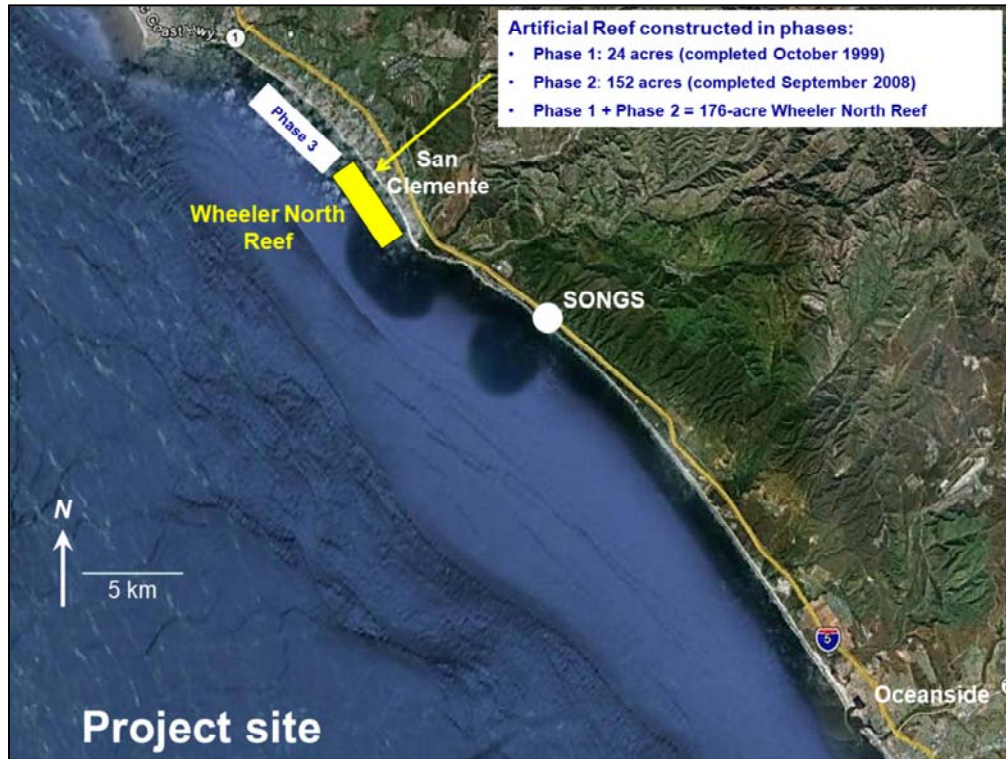 Artificial Reef constructed in phases:
• Phase 1: 24 acres (completed October 1999)
• Phase 2: 152 acres (completed September 2008)
• Phase 1 + Phase 2 = 176-acre Wheeler North Reef
Coast Hwy
1
Phase 3
San
Clemente
Wheeler North
Reef
SONGS
N
5 km
5
Oceanside
Project site